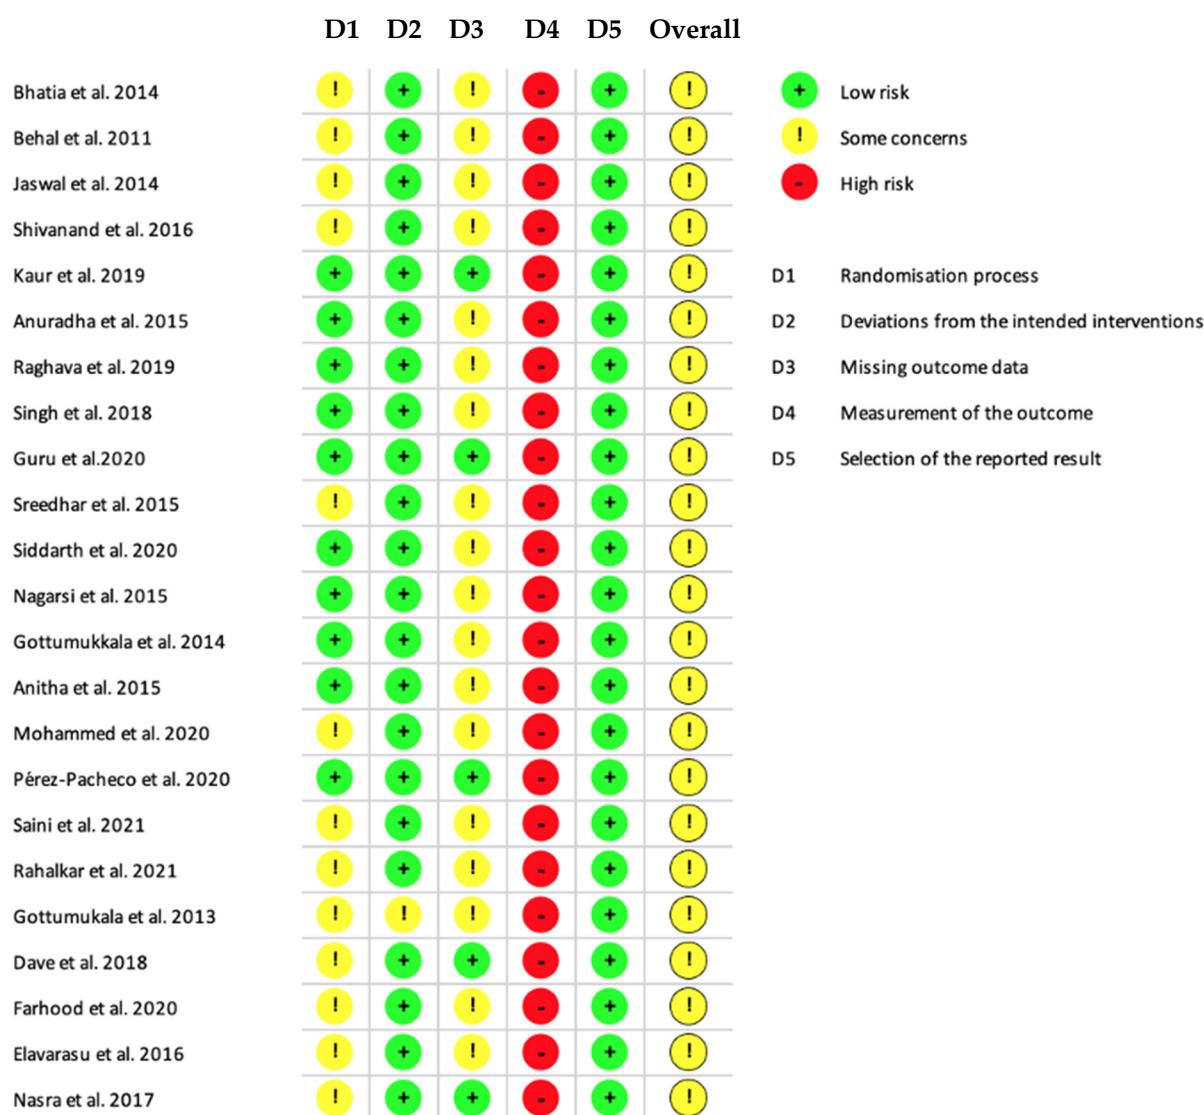 D1 D2 D3 D4 D5 Overall
Bhatia et al. 2014 ! + ! - + ! + Low risk
Behal et al. 2011 ! + ! - + ! ! Some concerns
Jaswal et al. 2014 ! + ! - + ! - High risk
Shivanand et al. 2016 ! + ! - + !
Kaur et al. 2019 + + + - + ! D1 Randomisation process
Anuradha et al. 2015 + + ! - + ! D2 Deviations from the intended interventions
Raghava et al. 2019 + + ! - + ! D3 Missing outcome data
Singh et al. 2018 + + ! - + ! D4 Measurement of the outcome
Guru et al.2020 + + + - + ! D5 Selection of the reported result
Sreedhar et al. 2015 ! + ! - + !
Siddarth et al. 2020 + + ! - + !
Nagarsi et al. 2015 + + ! - + !
Gottumukkala et al. 2014 + + ! - + !
Anitha et al. 2015 + + ! - + !
Mohammed et al. 2020 ! + ! - + !
Pérez-Pacheco et al. 2020 + + + - + !
Saini et al. 2021 ! + ! - + !
Rahalkar et al. 2021 ! + ! - + !
Gottumukala et al. 2013 ! ! ! - + !
Dave et al. 2018 ! + + - + !
Farhood et al. 2020 ! + ! - + !
Elavarasu et al. 2016 ! + ! - + !
Nasra et al. 2017 ! + + - + !